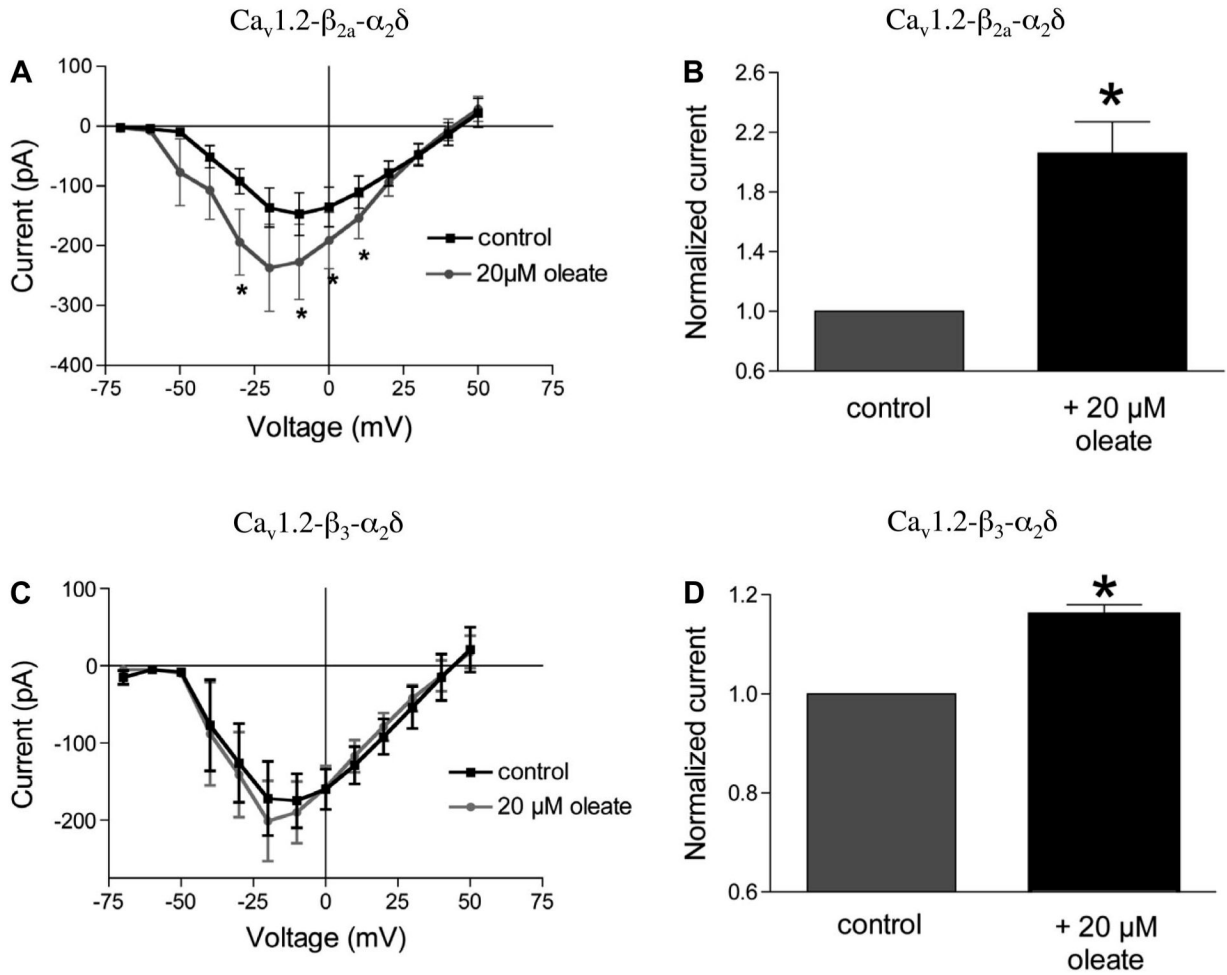 Caᵥ1.2-β₂ₐ-α₂δ
A
100
0
-100
-200
-300
-400
Current (pA)
-75
-50
-25
0
25
50
75
Voltage (mV)
control
20µM oleate
*
*
*
*
Caᵥ1.2-β₂ₐ-α₂δ
B
2.6
2.2
1.8
1.4
1.0
0.6
Normalized current
*
control
+ 20 µM
oleate
Caᵥ1.2-β₃-α₂δ
C
100
0
-100
-200
Current (pA)
-75
-50
-25
0
25
50
75
Voltage (mV)
control
20 µM oleate
Caᵥ1.2-β₃-α₂δ
D
1.2
1.0
0.8
0.6
Normalized current
*
control
+ 20 µM
oleate